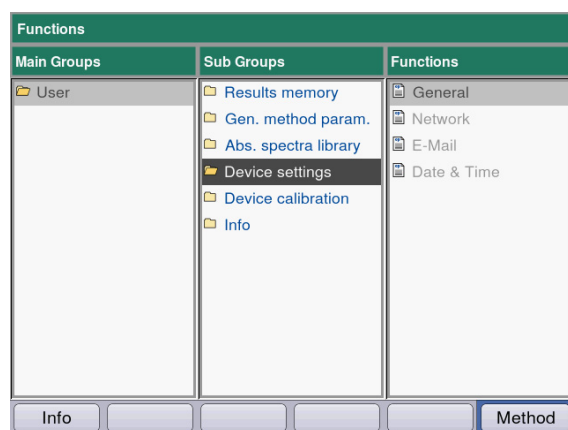 Functions
Main Groups
Sub Groups
Functions
User
Results memory
Gen. method param.
Abs. spectra library
Device settings
Device calibration
Info
General
Network
E-Mail
Date & Time
Info
Method